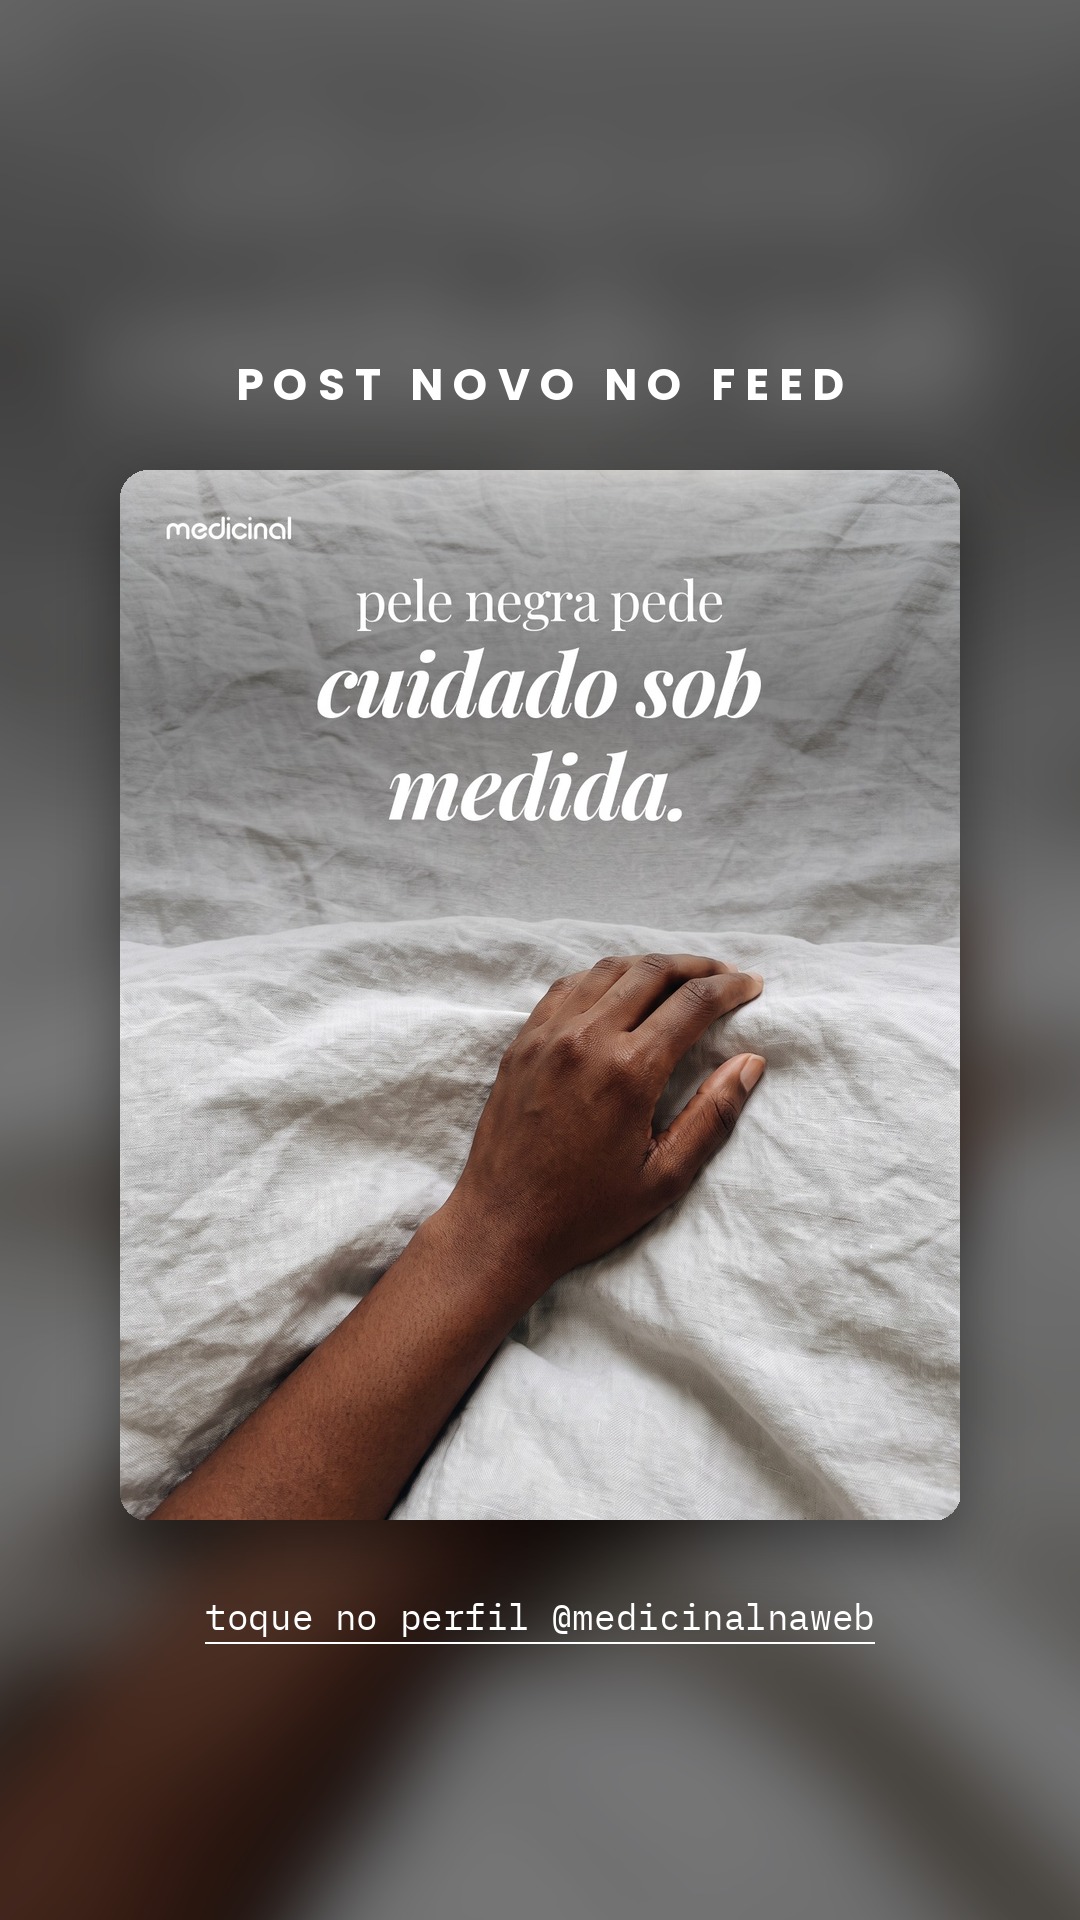 POST NOVO NO FEED
medicinal
pele negra pede
cuidado sob
medida.
toque no perfil @medicinalnaweb